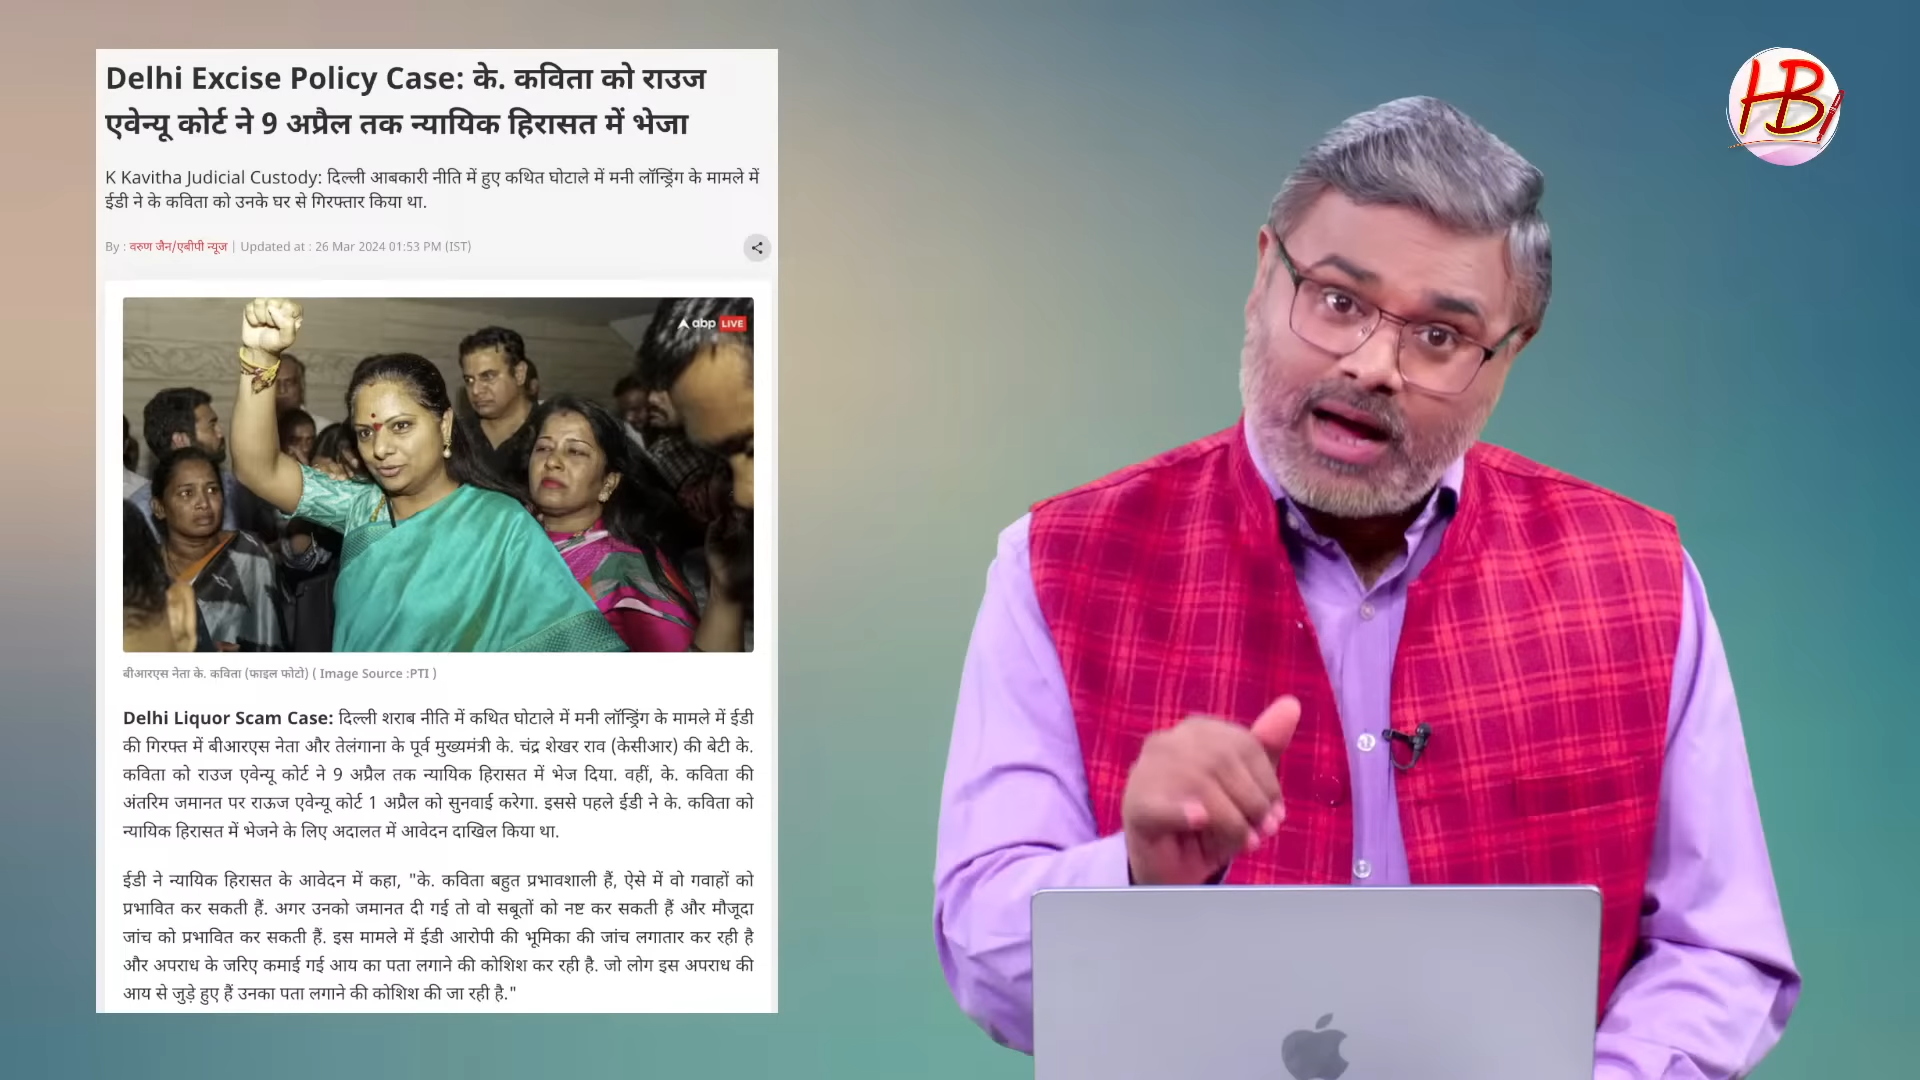 Delhi Excise Policy Case: के. कविता को राउज
एवेन्यू कोर्ट ने 9 अप्रैल तक न्यायिक हिरासत में भेजा
K Kavitha Judicial Custody: दिल्ली आबकारी नीति में हुए कथित घोटाले में मनी लॉन्ड्रिंग के मामले में
ईडी ने के कविता को उनके घर से गिरफ्तार किया था.
By : वरुण जैन/एबीपी न्यूज | Updated at : 26 Mar 2024 01:53 PM (IST)
abp LIVE
बीआरएस नेता के. कविता (फाइल फोटो) ( Image Source :PTI )
Delhi Liquor Scam Case: दिल्ली शराब नीति में कथित घोटाले में मनी लॉन्ड्रिंग के मामले में ईडी
की गिरफ्त में बीआरएस नेता और तेलंगाना के पूर्व मुख्यमंत्री के. चंद्र शेखर राव (केसीआर) की बेटी के.
कविता को राउज एवेन्यू कोर्ट ने 9 अप्रैल तक न्यायिक हिरासत में भेज दिया. वहीं, के. कविता की
अंतरिम जमानत पर राऊज एवेन्यू कोर्ट 1 अप्रैल को सुनवाई करेगा. इससे पहले ईडी ने के. कविता को
न्यायिक हिरासत में भेजने के लिए अदालत में आवेदन दाखिल किया था.
ईडी ने न्यायिक हिरासत के आवेदन में कहा, "के. कविता बहुत प्रभावशाली हैं, ऐसे में वो गवाहों को
प्रभावित कर सकती हैं. अगर उनको जमानत दी गई तो वो सबूतों को नष्ट कर सकती हैं और मौजूदा
जांच को प्रभावित कर सकती हैं. इस मामले में ईडी आरोपी की भूमिका की जांच लगातार कर रही है
और अपराध के जरिए कमाई गई आय का पता लगाने की कोशिश कर रही है. जो लोग इस अपराध की
आय से जुड़े हुए हैं उनका पता लगाने की कोशिश की जा रही है."
HB